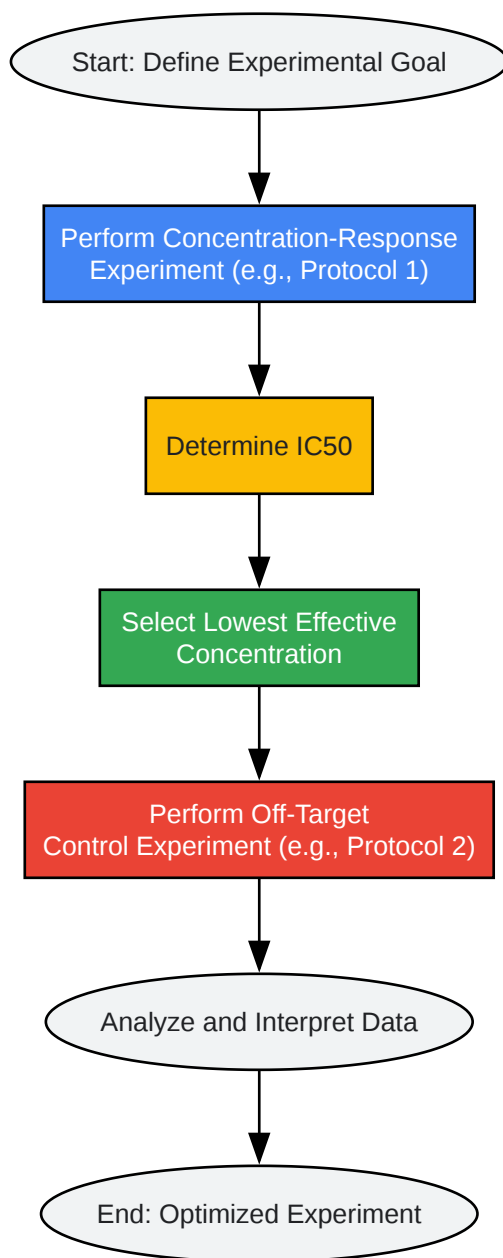 Start: Define Experimental Goal
Perform Concentration-Response
Experiment (e.g., Protocol 1)
Determine IC50
Select Lowest Effective
Concentration
Perform Off-Target
Control Experiment (e.g., Protocol 2)
Analyze and Interpret Data
End: Optimized Experiment